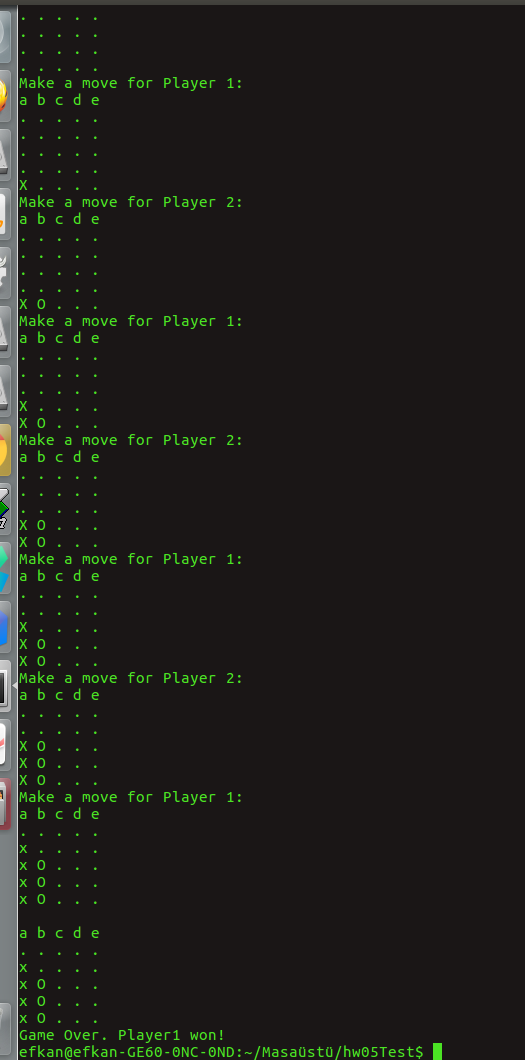 . . . . .
. . . . .
. . . . .
. . . . .
Make a move for Player 1:
a b c d e
. . . . .
. . . . .
. . . . .
. . . . .
X . . . .
Make a move for Player 2:
a b c d e
. . . . .
. . . . .
. . . . .
. . . . .
X O . . .
Make a move for Player 1:
a b c d e
. . . . .
. . . . .
. . . . .
X . . . .
X O . . .
Make a move for Player 2:
a b c d e
. . . . .
. . . . .
. . . . .
X O . . .
X O . . .
Make a move for Player 1:
a b c d e
. . . . .
. . . . .
X . . . .
X O . . .
X O . . .
Make a move for Player 2:
a b c d e
. . . . .
. . . . .
X O . . .
X O . . .
X O . . .
Make a move for Player 1:
a b c d e
. . . . .
x . . . .
x O . . .
x O . . .
x O . . .
a b c d e
. . . . .
x . . . .
x O . . .
x O . . .
x O . . .
Game Over. Player1 won!
efkan@efkan-GE60-0NC-0ND:~/Masaüstü/hw05Test$